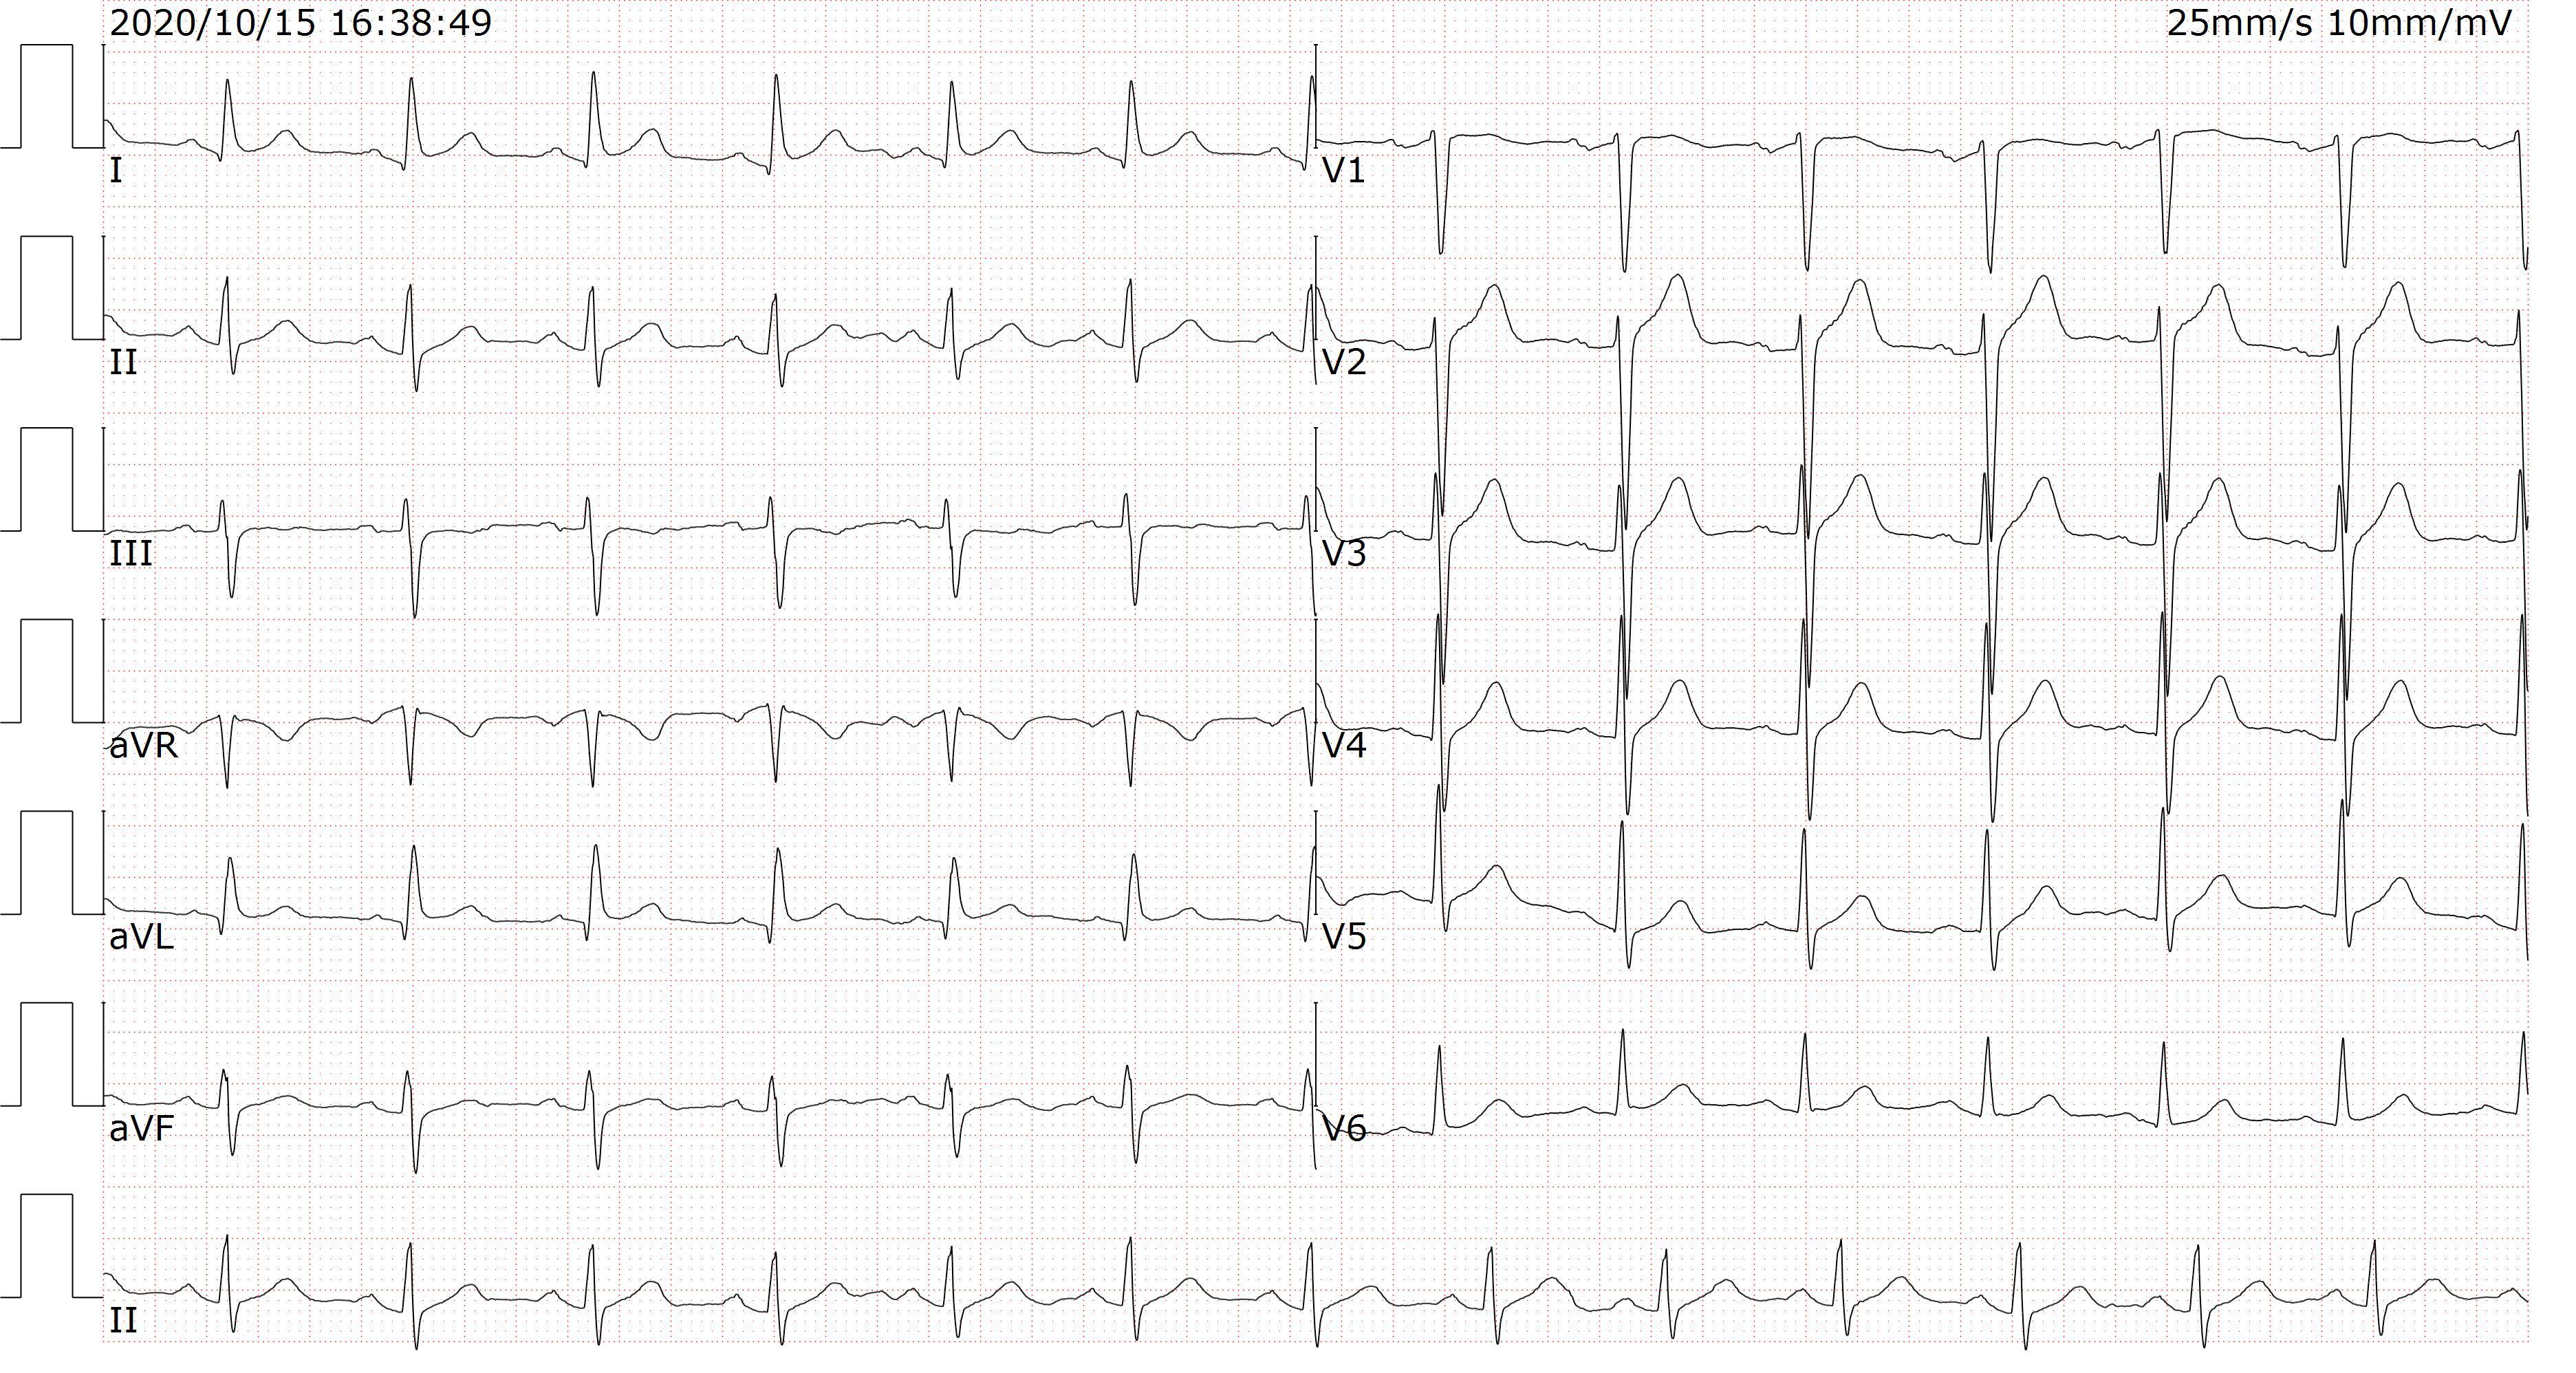 2020/10/15 16:38:49
25mm/s 10mm/mV
I
V1
II
V2
III
V3
aVR
V4
aVL
V5
aVF
V6
II